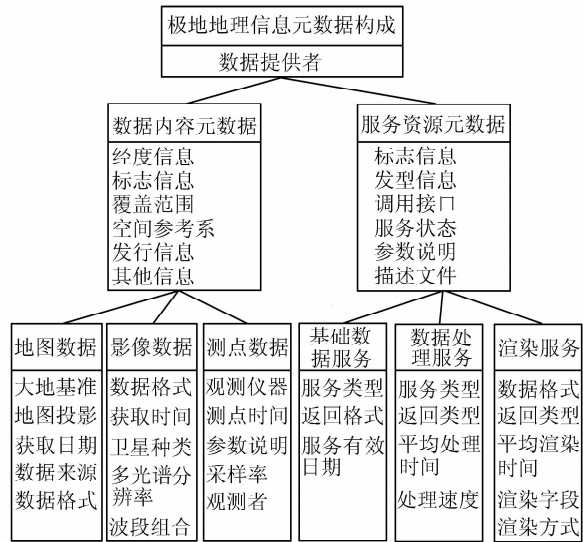 极地地理信息元数据构成
数据提供者
数据内容元数据
经度信息
标志信息
覆盖范围
空间参考系
发行信息
其他信息
服务资源元数据
标志信息
发型信息
调用接口
服务状态
参数说明
描述文件
地图数据
大地基准
地图投影
获取日期
数据来源
数据格式
影像数据
数据格式
获取时间
卫星种类
多光谱分
辨率
波段组合
测点数据
观测仪器
测点时间
参数说明
采样率
观测者
基础数
据服务
服务类型
返回格式
服务有效
日期
数据处
理服务
服务类型
返回类型
平均处理
时间
处理速度
渲染服务
数据格式
返回类型
平均渲染
时间
渲染字段
渲染方式